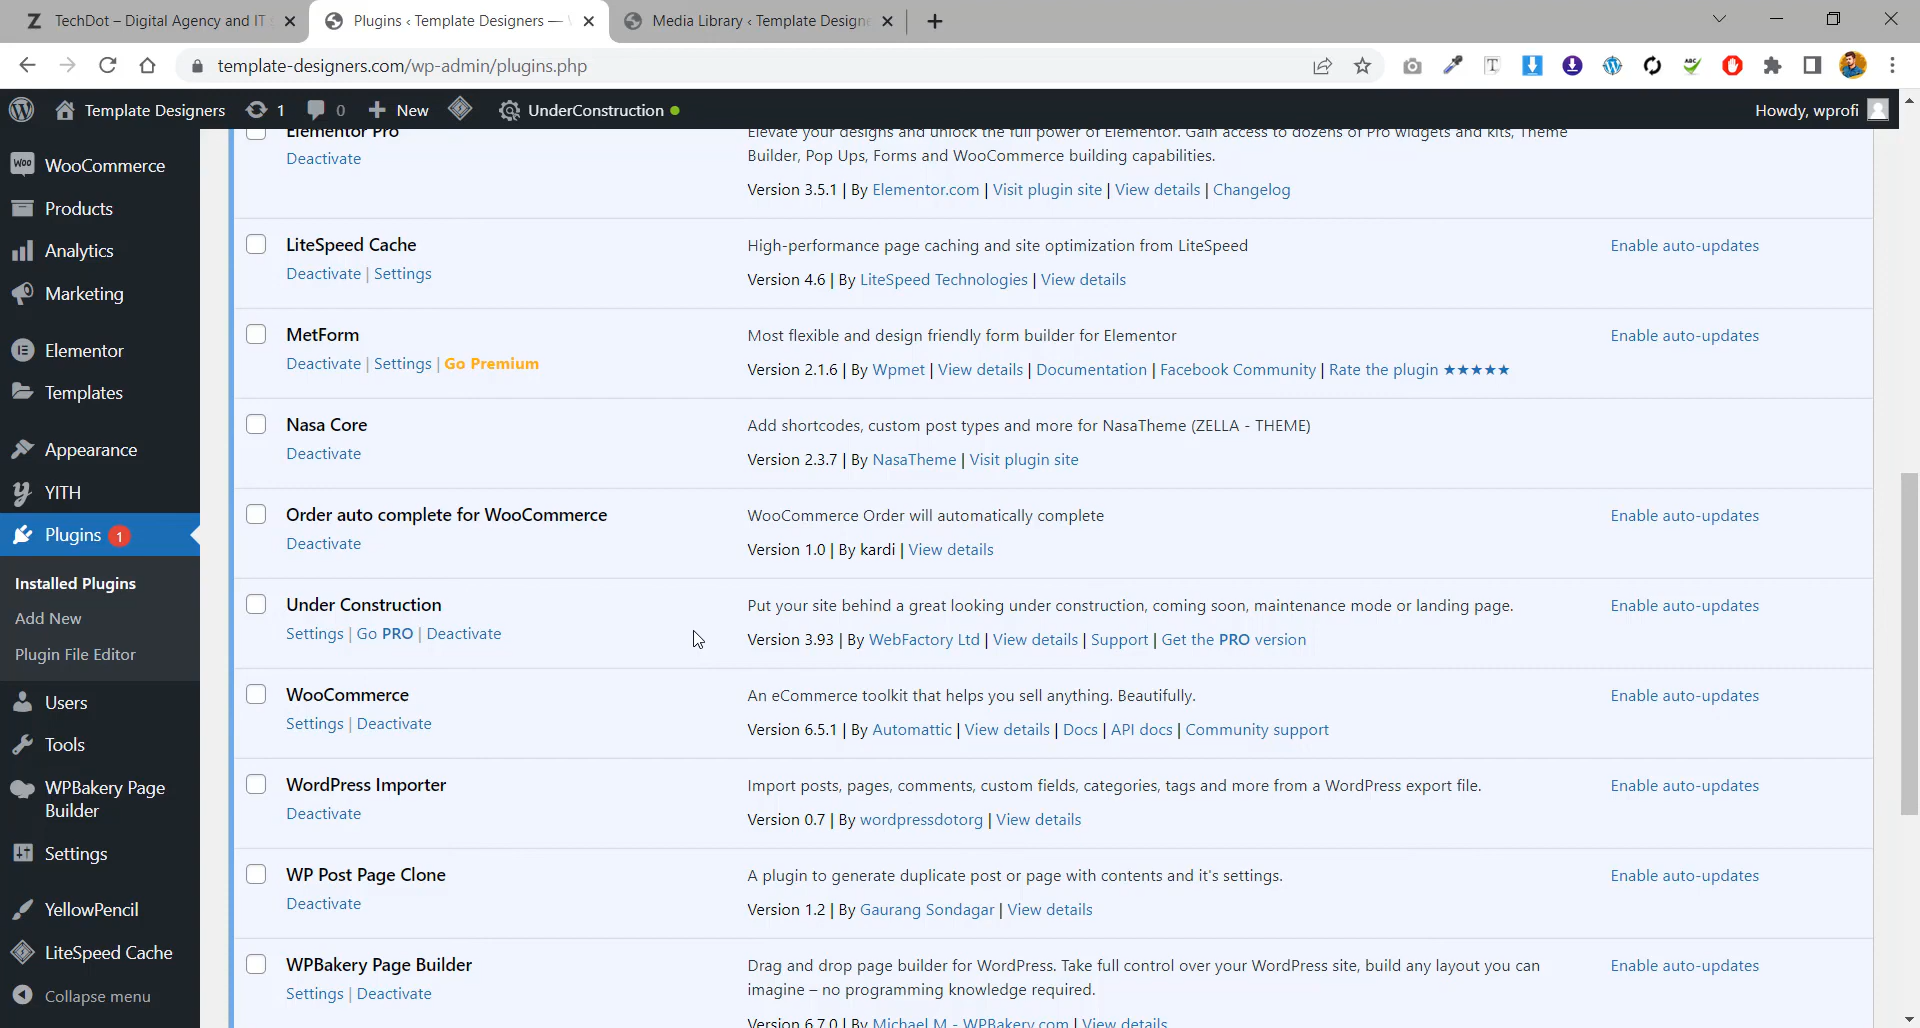 TechDot – Digital Agency and IT
Plugins ‹ Template Designers —
Media Library ‹ Template Designe
template-designers.com/wp-admin/plugins.php
Template Designers
1
0
New
UnderConstruction
Howdy, wprofi
WooCommerce
Products
Analytics
Marketing
Elementor
Templates
Appearance
YITH
Plugins 1
Installed Plugins
Add New
Plugin File Editor
Users
Tools
WPBakery Page
Builder
Settings
YellowPencil
LiteSpeed Cache
Collapse menu
Elementor Pro
Deactivate
Elevate your designs and unlock the full power of Elementor. Gain access to dozens of Pro widgets and kits, Theme
Builder, Pop Ups, Forms and WooCommerce building capabilities.
Version 3.5.1 | By Elementor.com | Visit plugin site | View details | Changelog
LiteSpeed Cache
Deactivate | Settings
High-performance page caching and site optimization from LiteSpeed
Version 4.6 | By LiteSpeed Technologies | View details
Enable auto-updates
MetForm
Deactivate | Settings | Go Premium
Most flexible and design friendly form builder for Elementor
Version 2.1.6 | By Wpmet | View details | Documentation | Facebook Community | Rate the plugin ★★★★★
Enable auto-updates
Nasa Core
Deactivate
Add shortcodes, custom post types and more for NasaTheme (ZELLA - THEME)
Version 2.3.7 | By NasaTheme | Visit plugin site
Order auto complete for WooCommerce
Deactivate
WooCommerce Order will automatically complete
Version 1.0 | By kardi | View details
Enable auto-updates
Under Construction
Settings | Go PRO | Deactivate
Put your site behind a great looking under construction, coming soon, maintenance mode or landing page.
Version 3.93 | By WebFactory Ltd | View details | Support | Get the PRO version
Enable auto-updates
WooCommerce
Settings | Deactivate
An eCommerce toolkit that helps you sell anything. Beautifully.
Version 6.5.1 | By Automattic | View details | Docs | API docs | Community support
Enable auto-updates
WordPress Importer
Deactivate
Import posts, pages, comments, custom fields, categories, tags and more from a WordPress export file.
Version 0.7 | By wordpressdotorg | View details
Enable auto-updates
WP Post Page Clone
Deactivate
A plugin to generate duplicate post or page with contents and it's settings.
Version 1.2 | By Gaurang Sondagar | View details
Enable auto-updates
WPBakery Page Builder
Settings | Deactivate
Drag and drop page builder for WordPress. Take full control over your WordPress site, build any layout you can
imagine – no programming knowledge required.
Version 6.7.0 | By Michael M - WPBakery.com | View details
Enable auto-updates